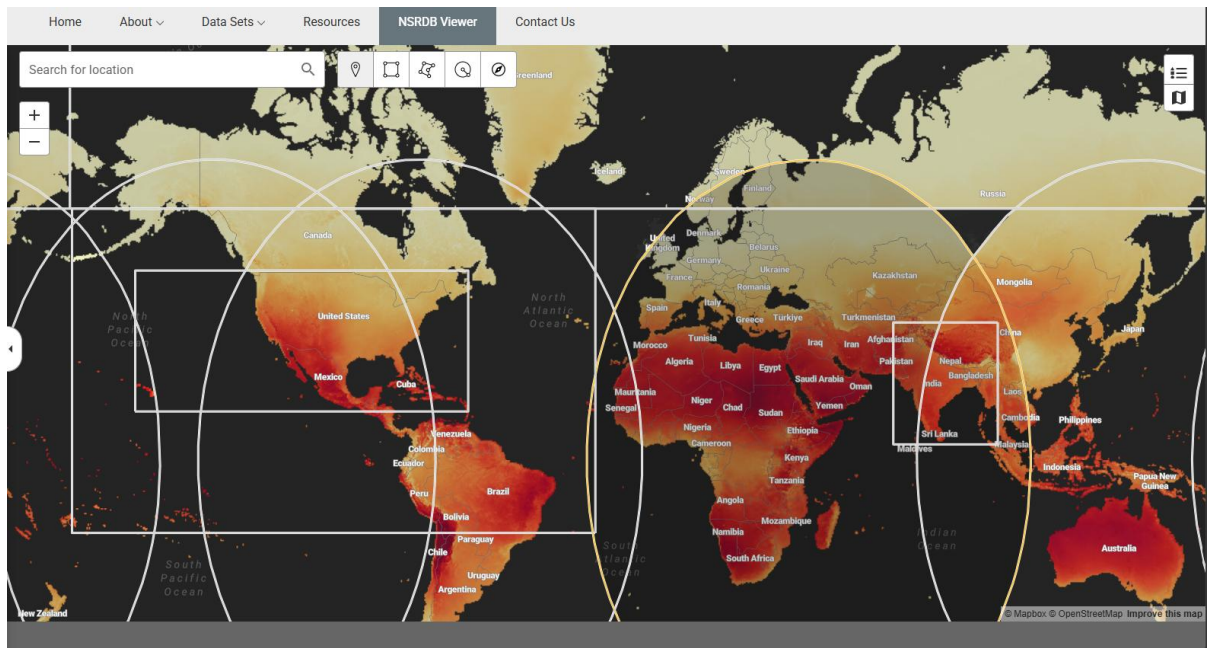 Home
About
Data Sets
Resources
NSRDB Viewer
Contact Us
Search for location
reenland
+
−
Iceland
Sweden
Finland
Norway
Russia
Canada
United
Kingdom
Denmark
Belarus
Germany
Ukraine
France
Kazakhstan
Romania
Mongolia
North
Pacific
Ocean
United States
North
Atlantic
Ocean
Spain
Italy
Greece
Türkiye
Turkmenistan
China
Japan
Morocco
Tunisia
Iraq
Iran
Afghanistan
Algeria
Libya
Egypt
Pakistan
Nepal
Mexico
Cuba
Saudi Arabia
Oman
India
Bangladesh
Mauritania
Niger
Chad
Sudan
Yemen
Laos
Senegal
Nigeria
Ethiopia
Cambodia
Philippines
Venezuela
Cameroon
Sri Lanka
Maldives
Malaysia
Colombia
Ecuador
Kenya
Indonesia
Papua New
Guinea
Peru
Brazil
Tanzania
Angola
Bolivia
Mozambique
Namibia
Indian
Ocean
Paraguay
Chile
South
Atlantic
Ocean
South Africa
Australia
South
Pacific
Ocean
Uruguay
Argentina
New Zealand
© Mapbox © OpenStreetMap Improve this map